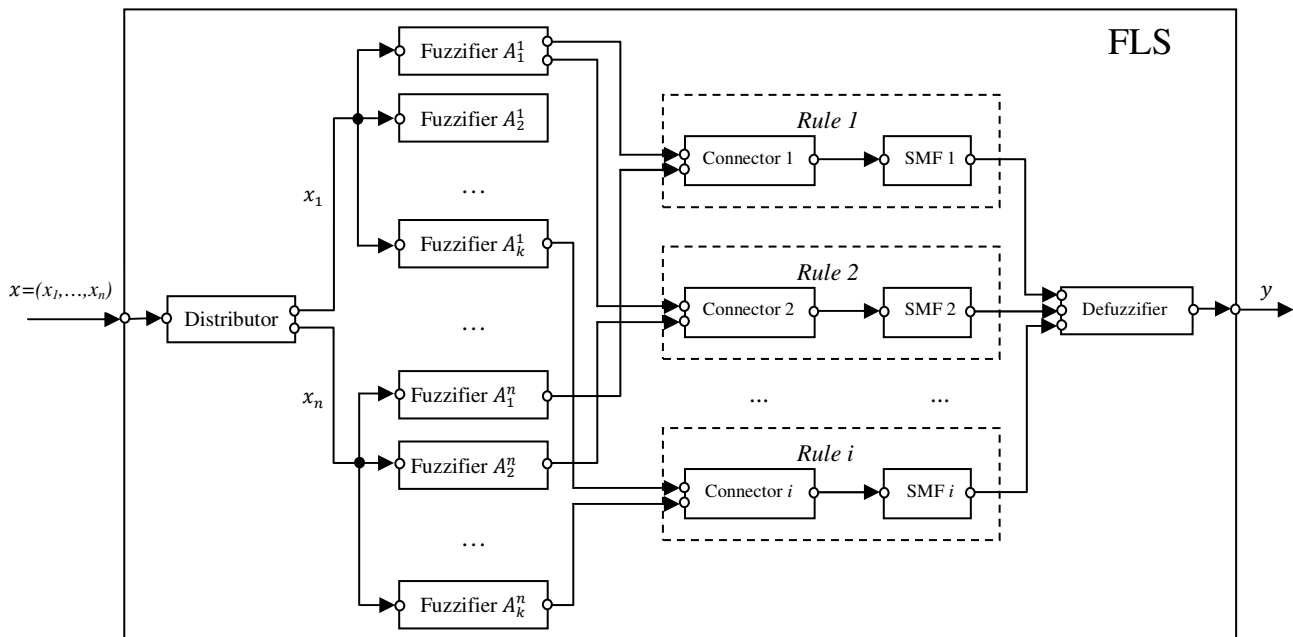 FLS
x=(x₁,…,xₙ)
Distributor
x₁
xₙ
Fuzzifier A₁¹
Fuzzifier A₂¹
…
Fuzzifier Aₖ¹
…
Fuzzifier A₁ⁿ
Fuzzifier A₂ⁿ
…
Fuzzifier Aₖⁿ
Rule 1
Connector 1
SMF 1
Rule 2
Connector 2
SMF 2
... ...
Rule i
Connector i
SMF i
Defuzzifier
y